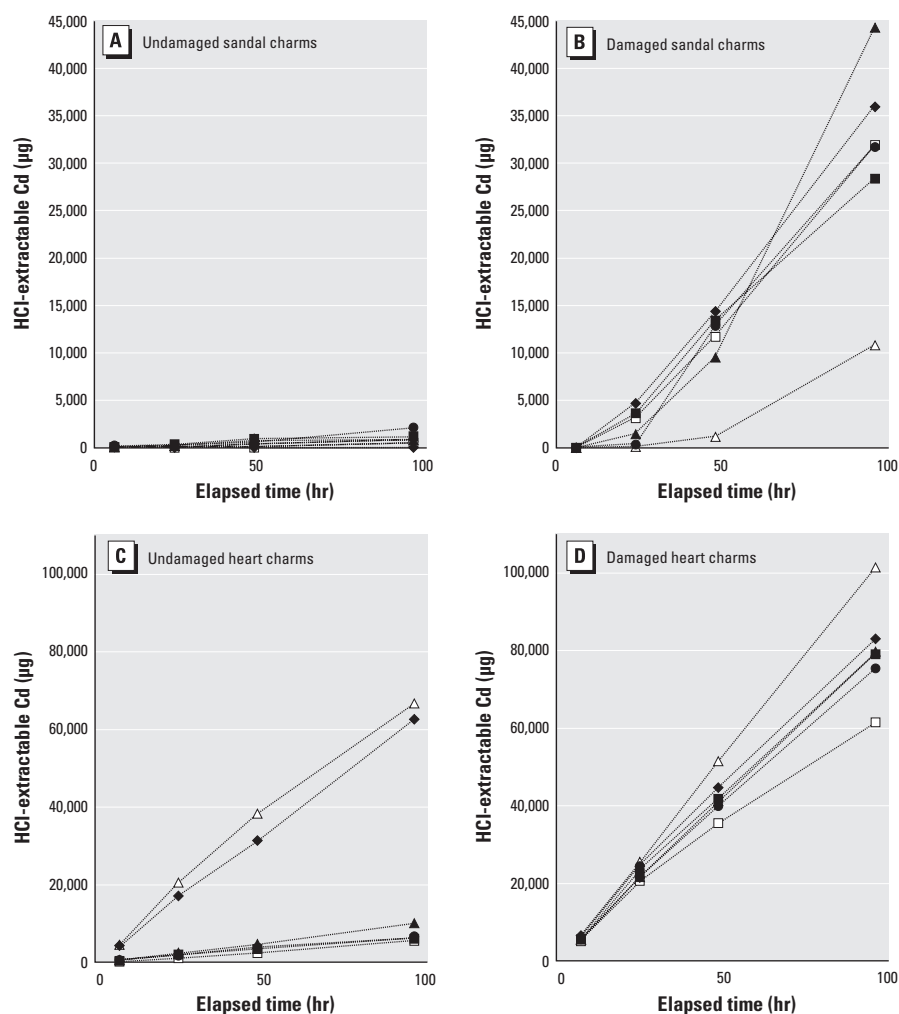 A Undamaged sandal charms
45,000
40,000
35,000
30,000
25,000
20,000
15,000
10,000
5,000
0
HCl-extractable Cd (µg)
0 50 100
Elapsed time (hr)
B Damaged sandal charms
45,000
40,000
35,000
30,000
25,000
20,000
15,000
10,000
5,000
0
HCl-extractable Cd (µg)
0 50 100
Elapsed time (hr)
C Undamaged heart charms
100,000
80,000
60,000
40,000
20,000
0
HCl-extractable Cd (µg)
0 50 100
Elapsed time (hr)
D Damaged heart charms
100,000
80,000
60,000
40,000
20,000
0
HCl-extractable Cd (µg)
0 50 100
Elapsed time (hr)